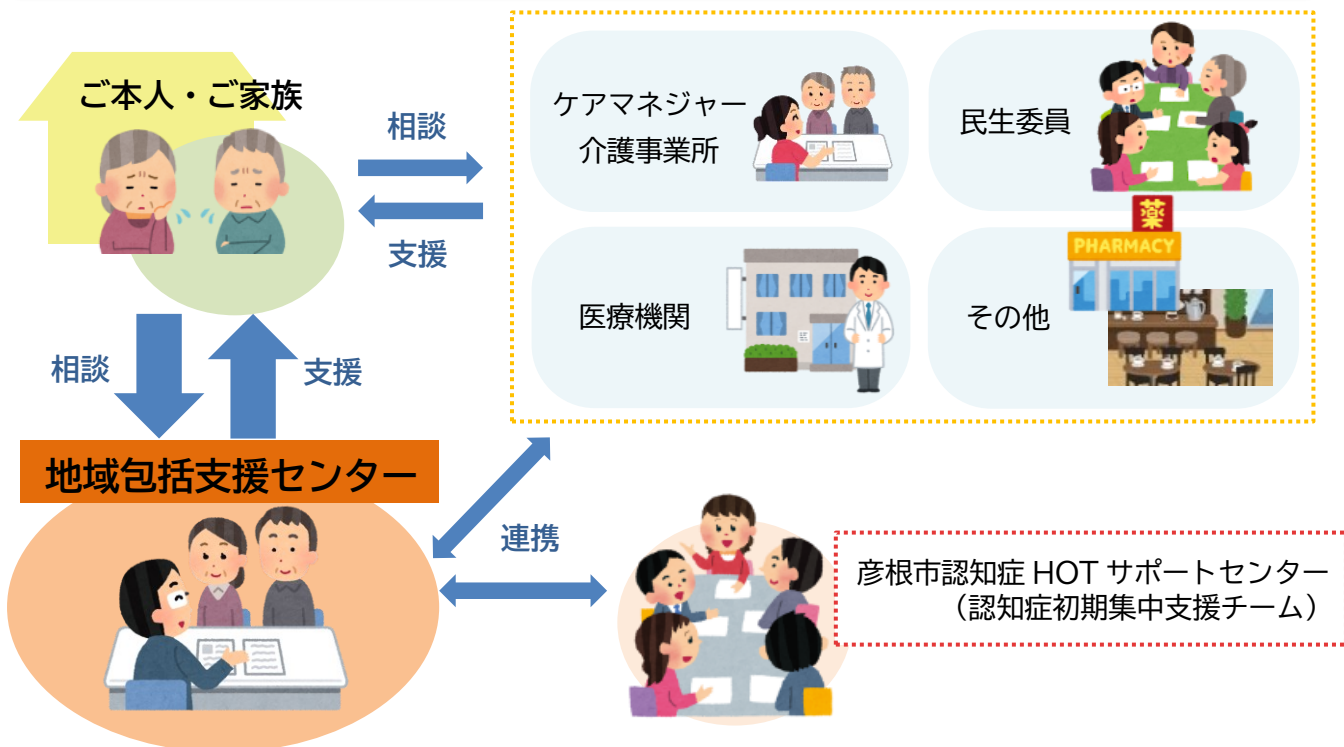 ご本人・ご家族
相談
支援
ケアマネジャー
介護事業所
民生委員
医療機関
その他
薬
PHARMACY
相談
支援
地域包括支援センター
連携
彦根市認知症 HOT サポートセンター
（認知症初期集中支援チーム）